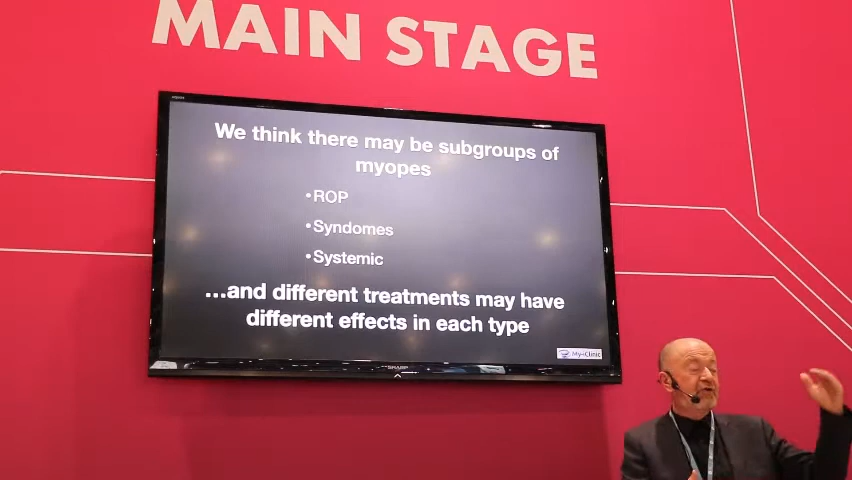 MAIN STAGE
We think there may be subgroups of
myopes
•ROP
•Syndomes
•Systemic
...and different treatments may have
different effects in each type
My-iClinic
SHARP